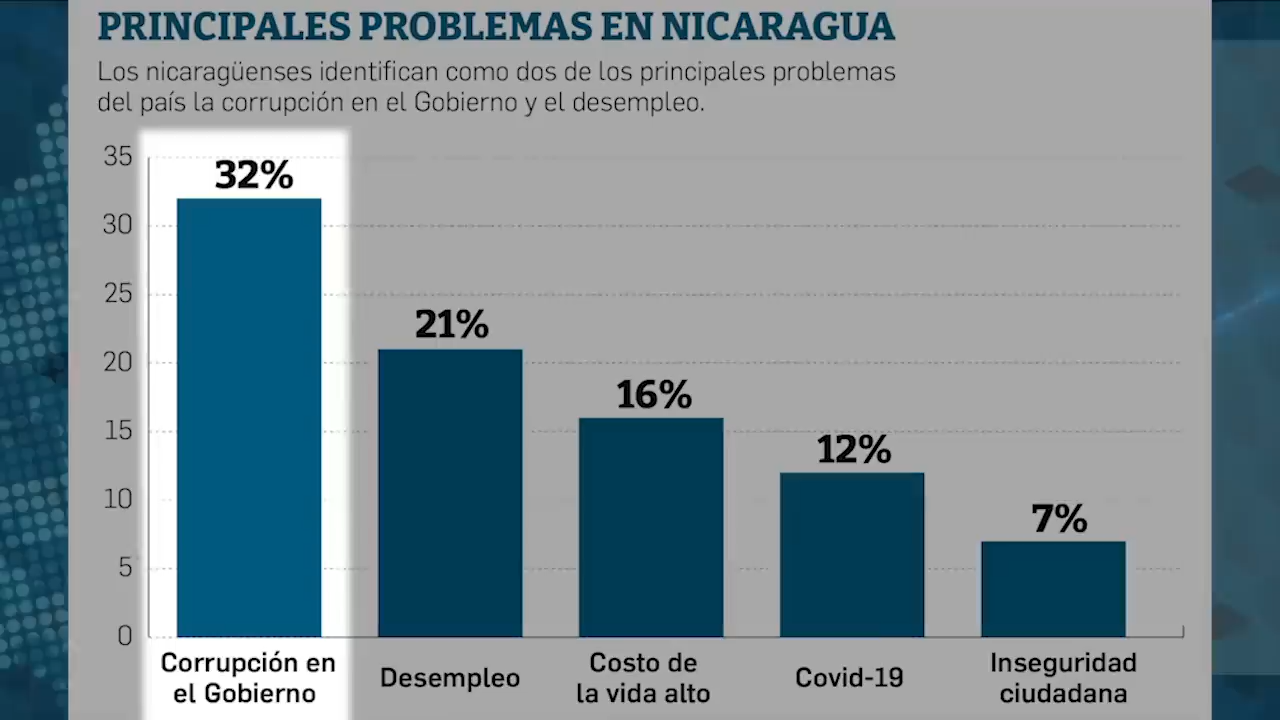 PRINCIPALES PROBLEMAS EN NICARAGUA
Los nicaragüenses identifican como dos de los principales problemas
del país la corrupción en el Gobierno y el desempleo.
35
30
25
20
15
10
5
0
32%
21%
16%
12%
7%
Corrupción en
el Gobierno
Desempleo
Costo de
la vida alto
Covid-19
Inseguridad
ciudadana